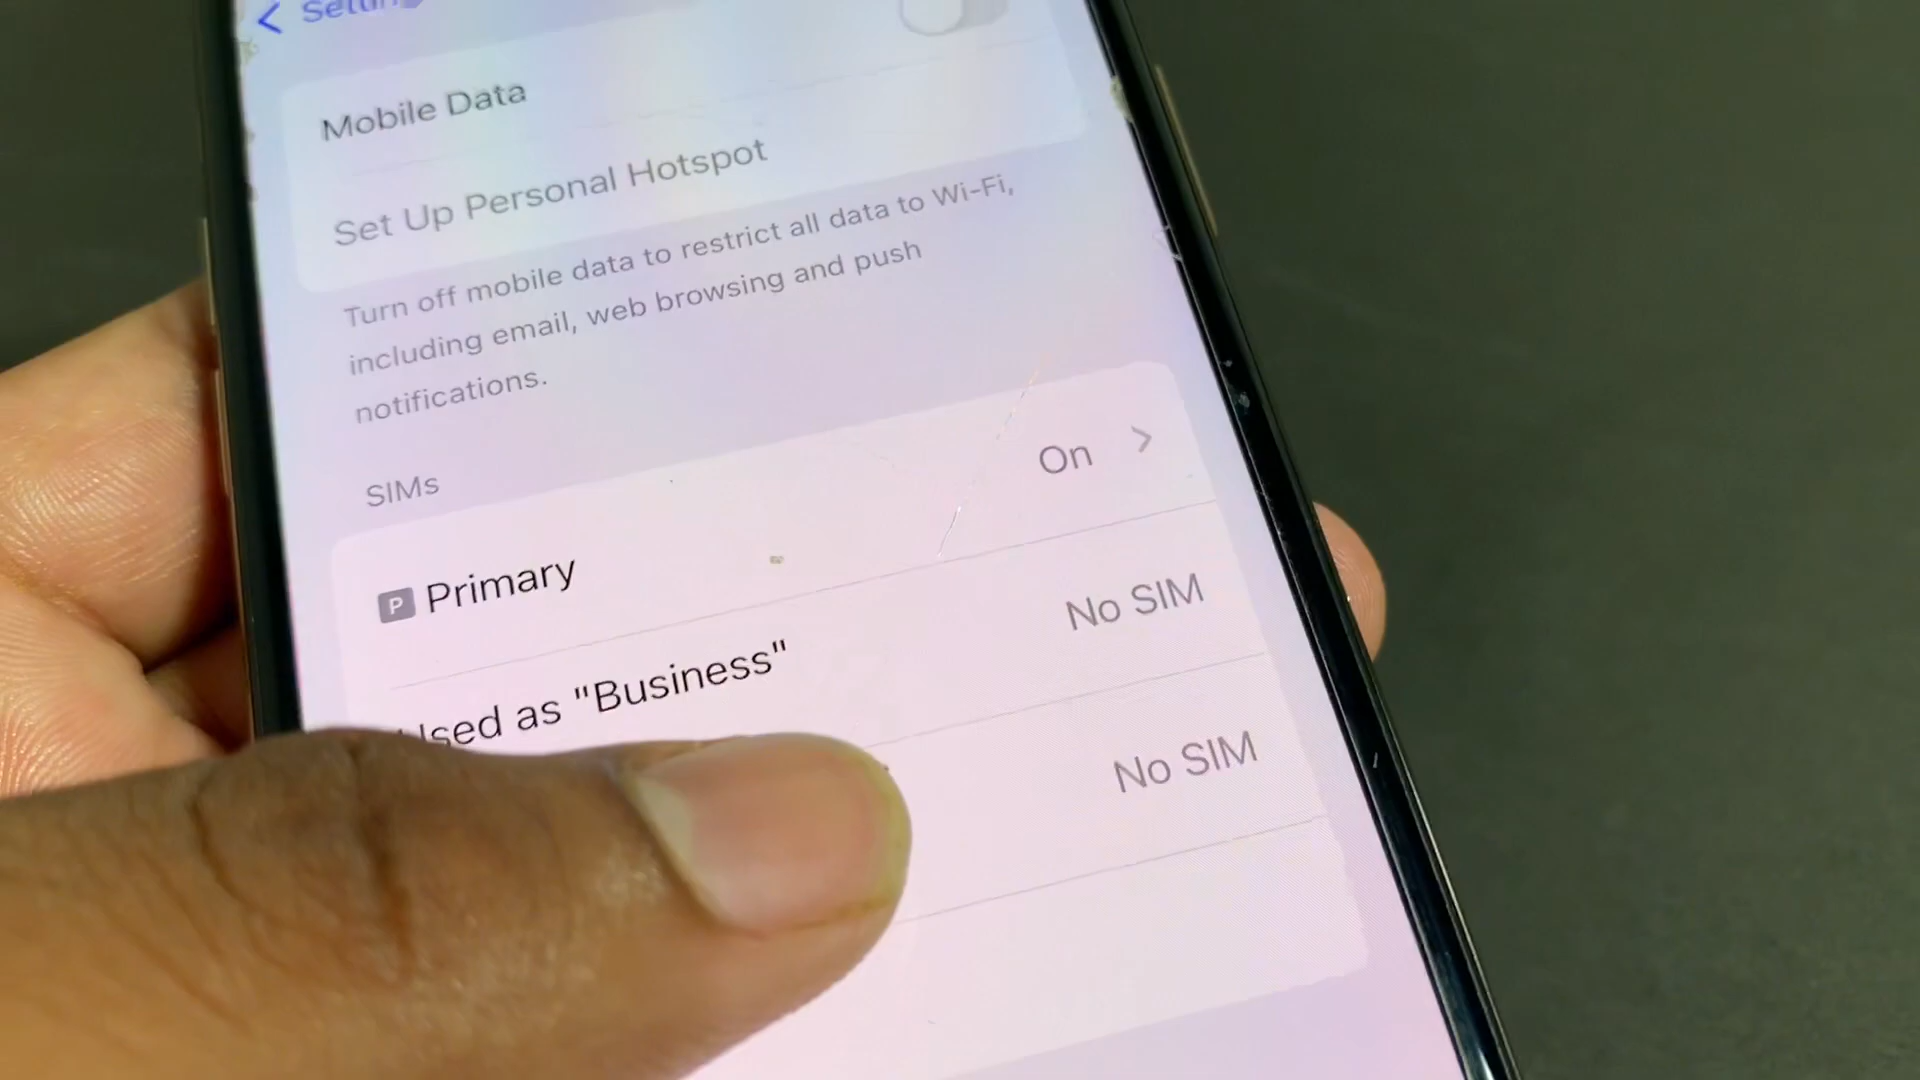 Mobile Data
Set Up Personal Hotspot
Turn off mobile data to restrict all data to Wi-Fi,
including email, web browsing and push
notifications.
SIMs
P Primary On
Used as "Business" No SIM
No SIM